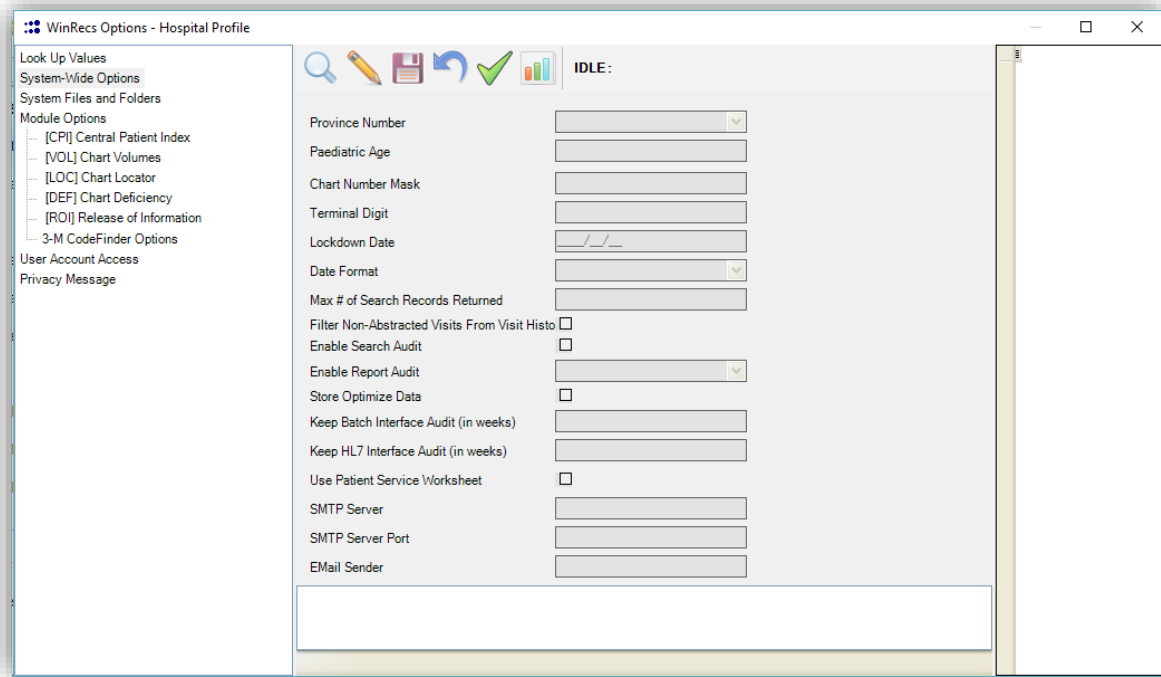 WinRecs Options - Hospital Profile
Look Up Values
System-Wide Options
System Files and Folders
Module Options
[CPI] Central Patient Index
[VOL] Chart Volumes
[LOC] Chart Locator
[DEF] Chart Deficiency
[ROI] Release of Information
3-M CodeFinder Options
User Account Access
Privacy Message
IDLE:
Province Number
Paediatric Age
Chart Number Mask
Terminal Digit
Lockdown Date ____/__/__
Date Format
Max # of Search Records Returned
Filter Non-Abstracted Visits From Visit Histo
Enable Search Audit
Enable Report Audit
Store Optimize Data
Keep Batch Interface Audit (in weeks)
Keep HL7 Interface Audit (in weeks)
Use Patient Service Worksheet
SMTP Server
SMTP Server Port
EMail Sender